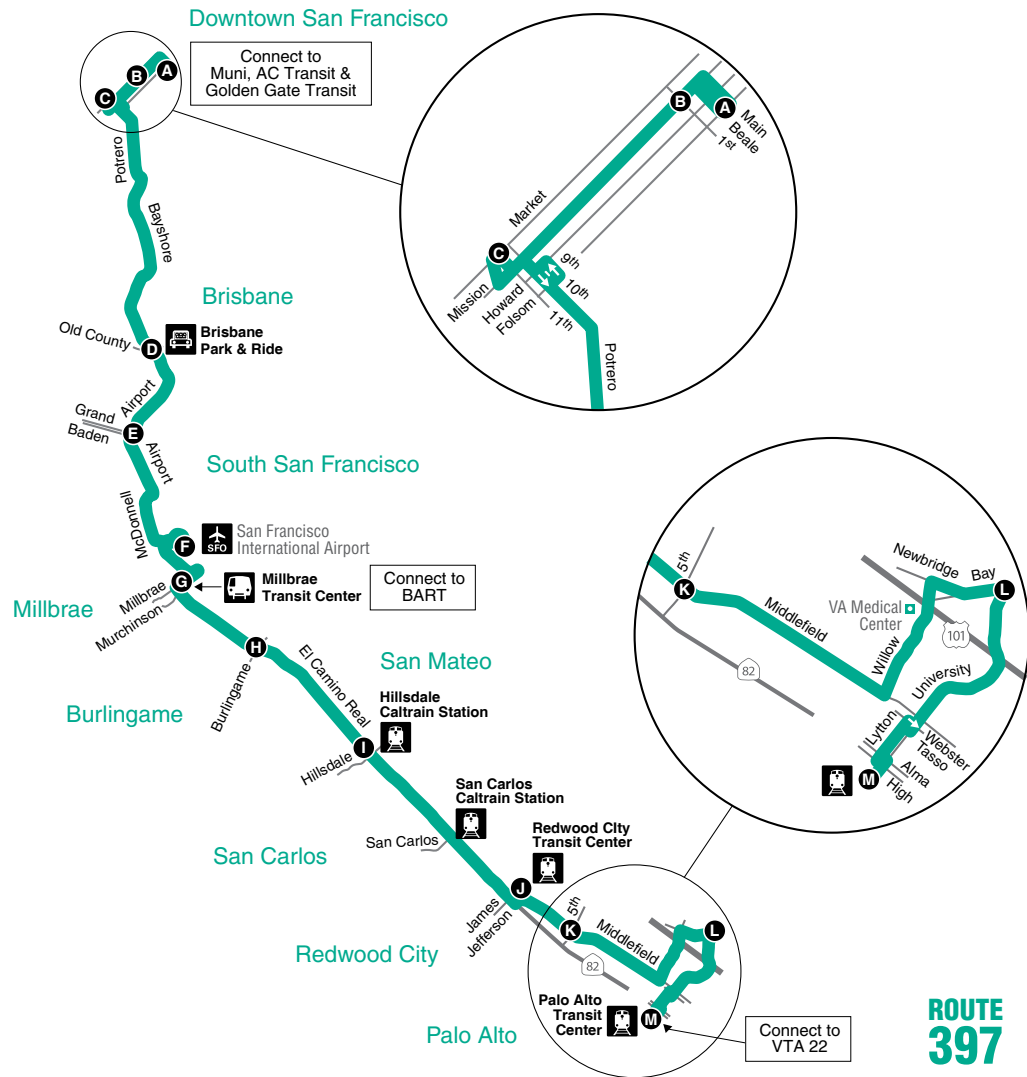 Downtown San Francisco
Connect to
Muni, AC Transit &
Golden Gate Transit
A
B
C
Potrero
Bayshore
Market
Mission
Howard
Folsom
9th
10th
11th
Potrero
1st
Main
Beale
A
B
C
Brisbane
Old County
D
Brisbane
Park & Ride
Airport
Grand
Baden
E
Airport
South San Francisco
McDonnell
F
SFO
San Francisco
International Airport
G
Millbrae
Transit Center
Connect to
BART
Millbrae
Millbrae
Murchinson
H
El Camino Real
San Mateo
Burlingame
Burlingame
Hillsdale
Caltrain Station
I
Hillsdale
San Carlos
Caltrain Station
San Carlos
San Carlos
Redwood CIty
Transit Center
J
James
Jefferson
Redwood City
5th
K
Middlefield
L
82
Palo Alto
Transit
Center
M
Palo Alto
Connect to
VTA 22
5th
K
Middlefield
82
Newbridge
Bay
L
VA Medical
Center
101
Willow
University
Lytton
Webster
Tasso
Alma
High
M
ROUTE
397